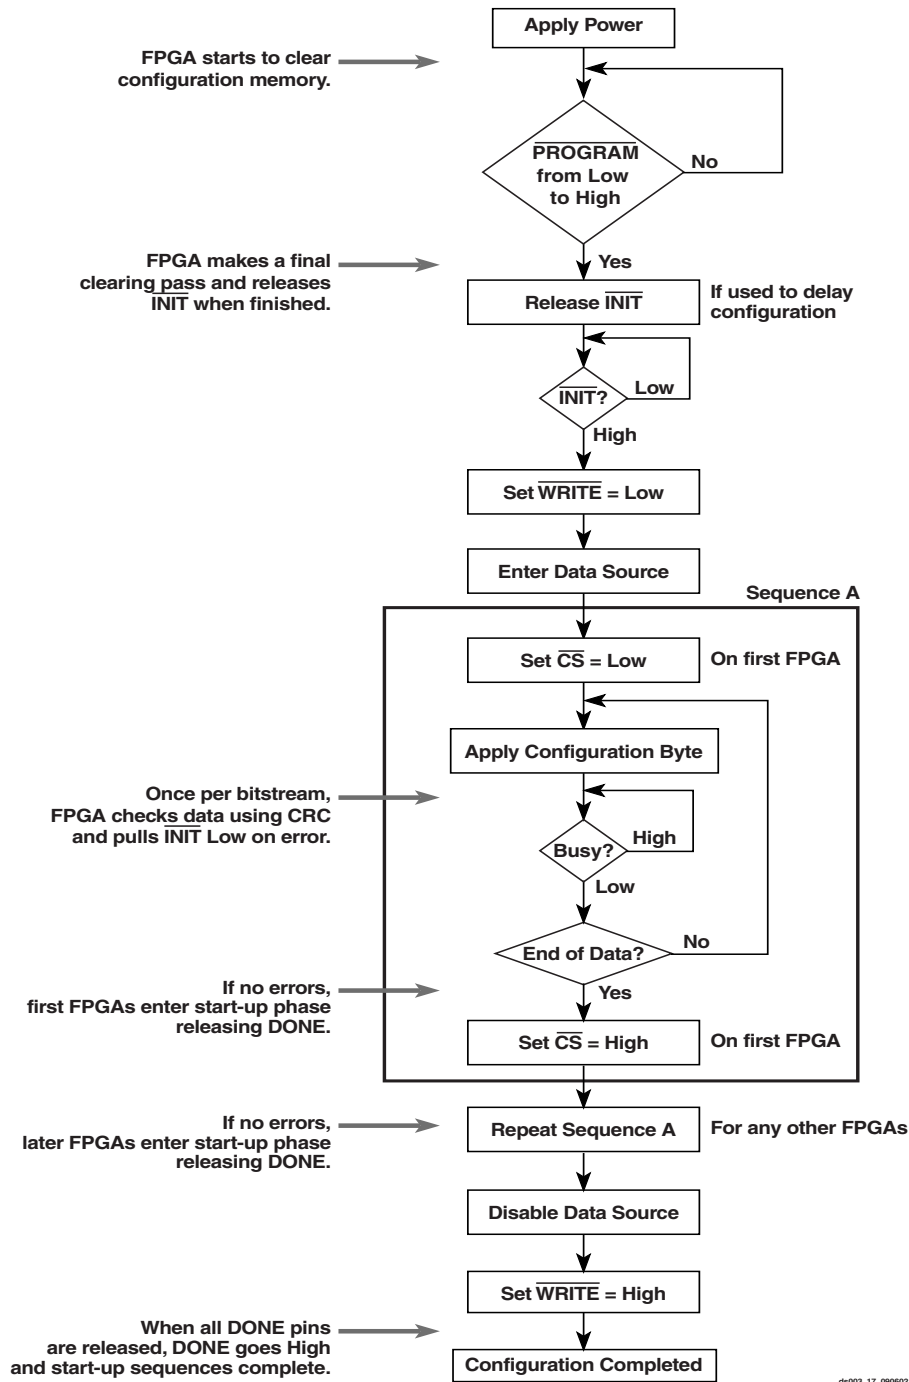 Apply Power
FPGA starts to clear
configuration memory.
PROGRAM
from Low
to High
No
Yes
FPGA makes a final
clearing pass and releases
INIT when finished.
Release INIT
If used to delay
configuration
INIT?
Low
High
Set WRITE = Low
Enter Data Source
Sequence A
Set CS = Low
On first FPGA
Apply Configuration Byte
Once per bitstream,
FPGA checks data using CRC
and pulls INIT Low on error.
Busy?
High
Low
End of Data?
No
Yes
If no errors,
first FPGAs enter start-up phase
releasing DONE.
Set CS = High
On first FPGA
If no errors,
later FPGAs enter start-up phase
releasing DONE.
Repeat Sequence A
For any other FPGAs
Disable Data Source
Set WRITE = High
When all DONE pins
are released, DONE goes High
and start-up sequences complete.
Configuration Completed
ds003_17_090602